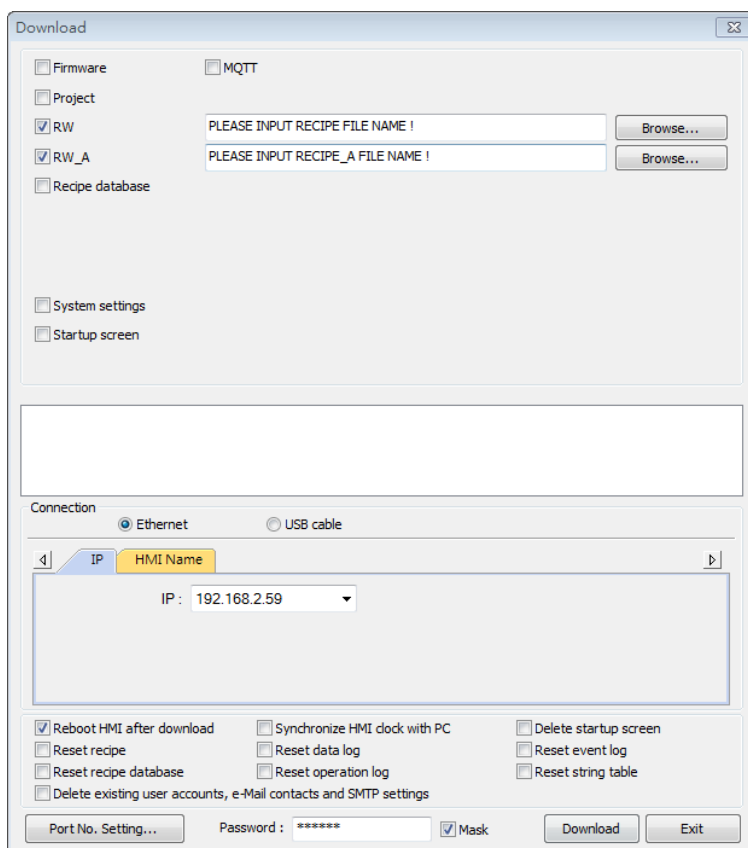 Download
Firmware MQTT
Project
RW PLEASE INPUT RECIPE FILE NAME ! Browse...
RW_A PLEASE INPUT RECIPE_A FILE NAME ! Browse...
Recipe database
System settings
Startup screen
Connection
Ethernet USB cable
IP HMI Name
IP : 192.168.2.59
Reboot HMI after download Synchronize HMI clock with PC Delete startup screen
Reset recipe Reset data log Reset event log
Reset recipe database Reset operation log Reset string table
Delete existing user accounts, e-Mail contacts and SMTP settings
Port No. Setting... Password : ****** Mask Download Exit